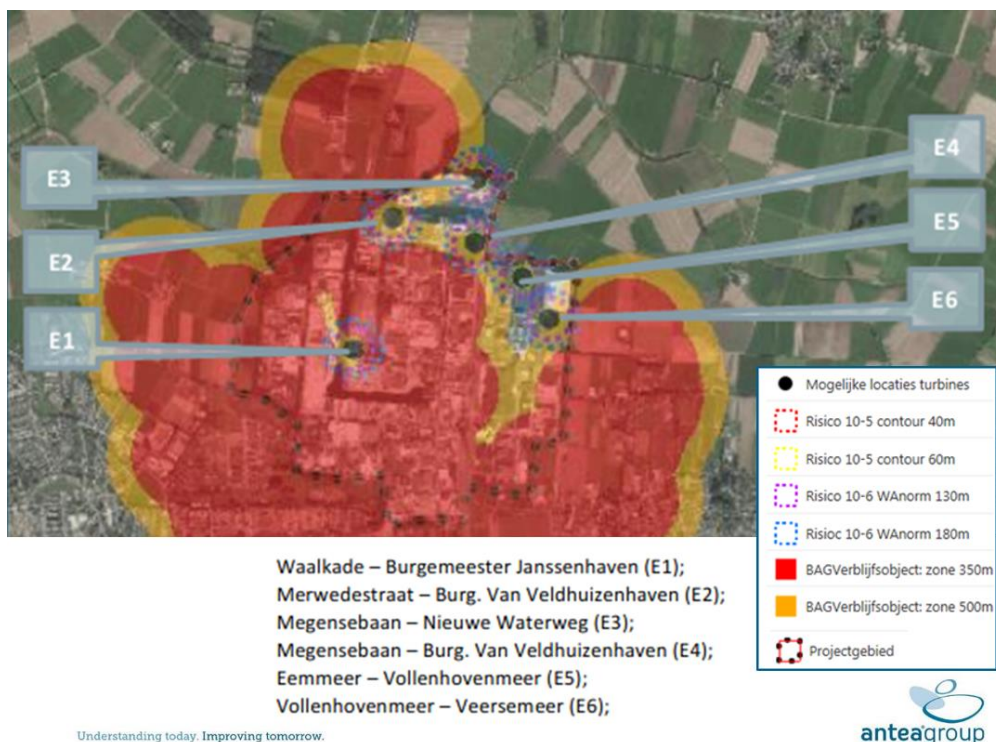 E3
E2
E1
E4
E5
E6
Mogelijke locaties turbines
Risico 10-5 contour 40m
Risico 10-5 contour 60m
Risico 10-6 WAnorm 130m
Risioc 10-6 WAnorm 180m
BAGVerblijfsobject: zone 350m
BAGVerblijfsobject: zone 500m
Projectgebied
Waalkade – Burgemeester Janssenhaven (E1);
Merwedestraat – Burg. Van Veldhuizenhaven (E2);
Megensebaan – Nieuwe Waterweg (E3);
Megensebaan – Burg. Van Veldhuizenhaven (E4);
Eemmeer – Vollenhovenmeer (E5);
Vollenhovenmeer – Veersemeer (E6);
Understanding today. Improving tomorrow.
anteagroup